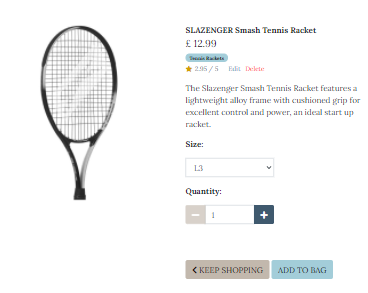 SLAZENGER Smash Tennis Racket
£ 12.99
Tennis Rackets
2.95 / 5 Edit Delete
The Slazenger Smash Tennis Racket features a
lightweight alloy frame with cushioned grip for
excellent control and power, an ideal start up
racket.
Size:
L3
Quantity:
1
KEEP SHOPPING ADD TO BAG